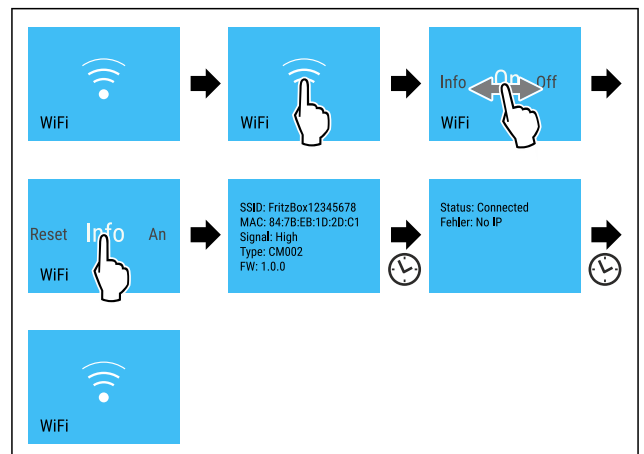 WiFi
WiFi
Info On Off
WiFi
Reset Info An
WiFi
SSID: FritzBox12345678
MAC: 84:7B:EB:1D:2D:C1
Signal: High
Type: CM002
FW: 1.0.0
Status: Connected
Fehler: No IP
WiFi